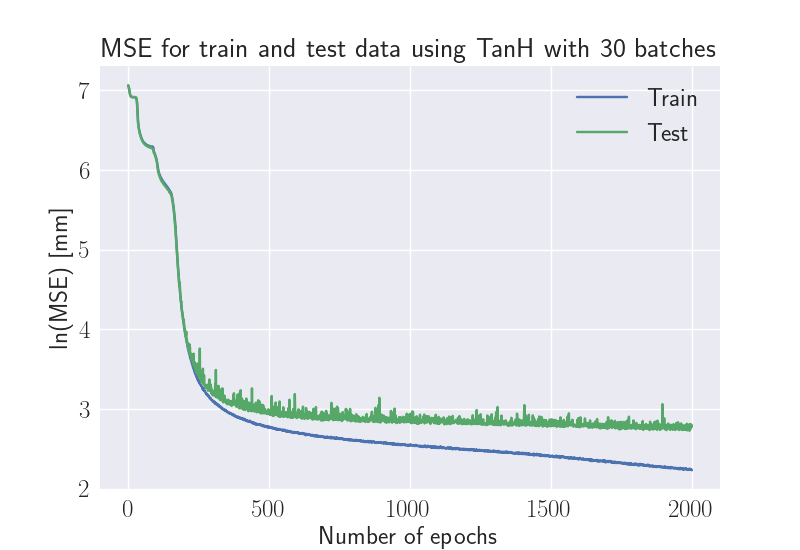 MSE for train and test data using TanH with 30 batches
Train
Test
7
6
5
4
3
2
ln(MSE) [mm]
0 500 1000 1500 2000
Number of epochs